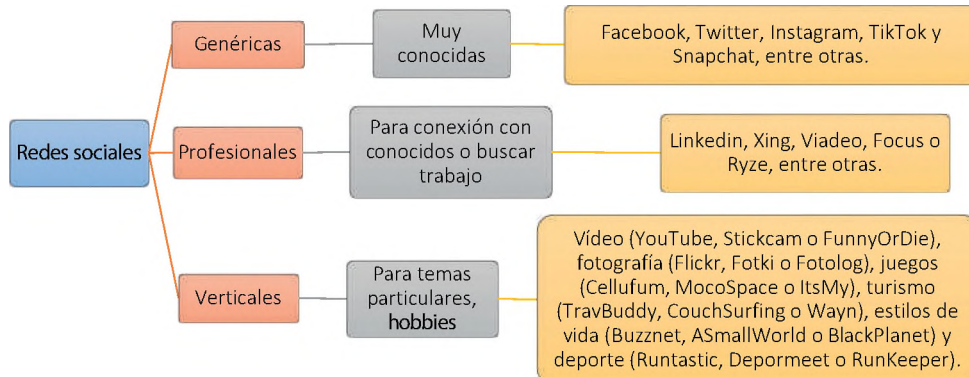 Redes sociales
Genéricas
Muy
conocidas
Facebook, Twitter, Instagram, TikTok y
Snapchat, entre otras.
Profesionales
Para conexión con
conocidos o buscar
trabajo
Linkedin, Xing, Viadeo, Focus o
Ryze, entre otras.
Verticales
Para temas
particulares,
hobbies
Vídeo (YouTube, Stickcam o FunnyOrDie),
fotografía (Flickr, Fotki o Fotolog), juegos
(Cellufum, MocoSpace o ItsMy), turismo
(TravBuddy, CouchSurfing o Wayn), estilos de
vida (Buzznet, ASmallWorld o BlackPlanet) y
deporte (Runtastic, Depormeet o RunKeeper).